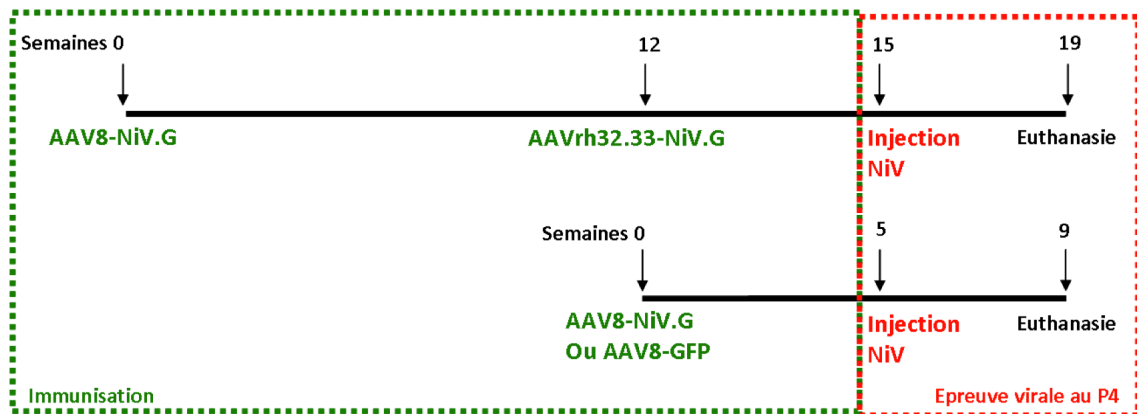 Semaines 0 12 15 19
AAV8-NiV.G AAVrh32.33-NiV.G Injection Euthanasie
NiV
Semaines 0 5 9
AAV8-NiV.G Injection Euthanasie
Ou AAV8-GFP NiV
Immunisation Epreuve virale au P4